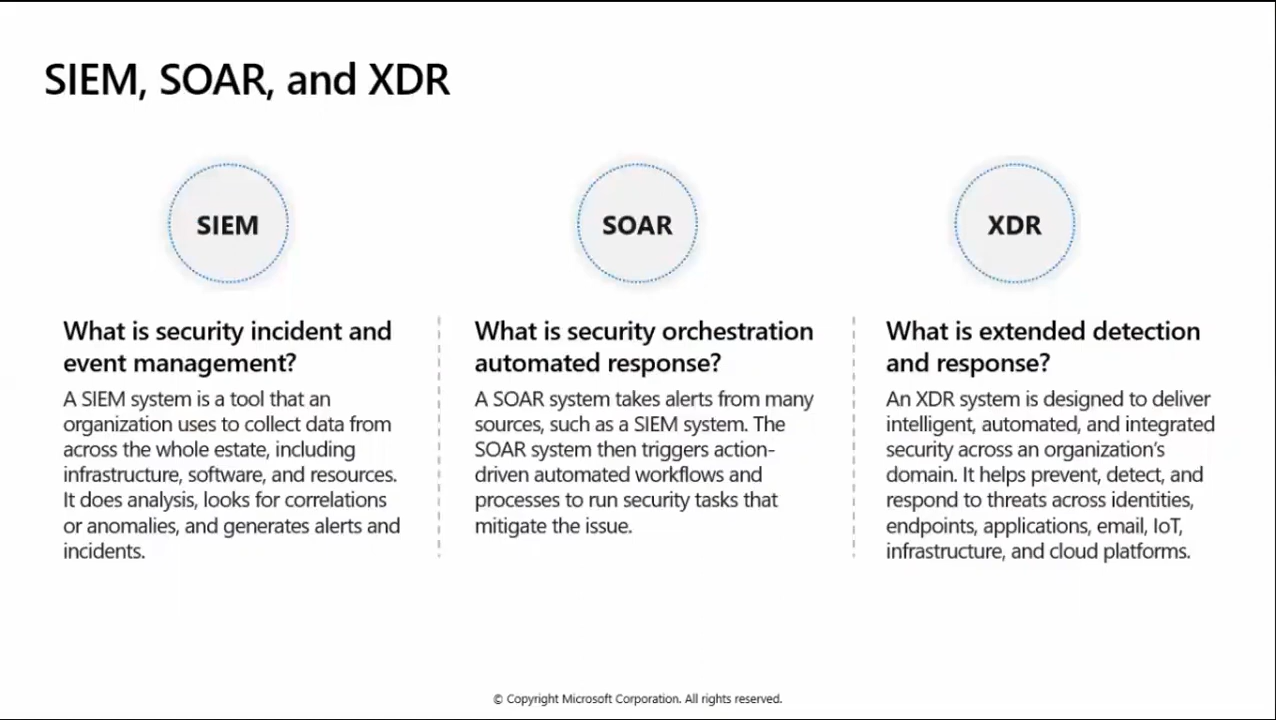 SIEM, SOAR, and XDR
SIEM
What is security incident and
event management?
A SIEM system is a tool that an
organization uses to collect data from
across the whole estate, including
infrastructure, software, and resources.
It does analysis, looks for correlations
or anomalies, and generates alerts and
incidents.
SOAR
What is security orchestration
automated response?
A SOAR system takes alerts from many
sources, such as a SIEM system. The
SOAR system then triggers action-
driven automated workflows and
processes to run security tasks that
mitigate the issue.
XDR
What is extended detection
and response?
An XDR system is designed to deliver
intelligent, automated, and integrated
security across an organization's
domain. It helps prevent, detect, and
respond to threats across identities,
endpoints, applications, email, IoT,
infrastructure, and cloud platforms.
© Copyright Microsoft Corporation. All rights reserved.